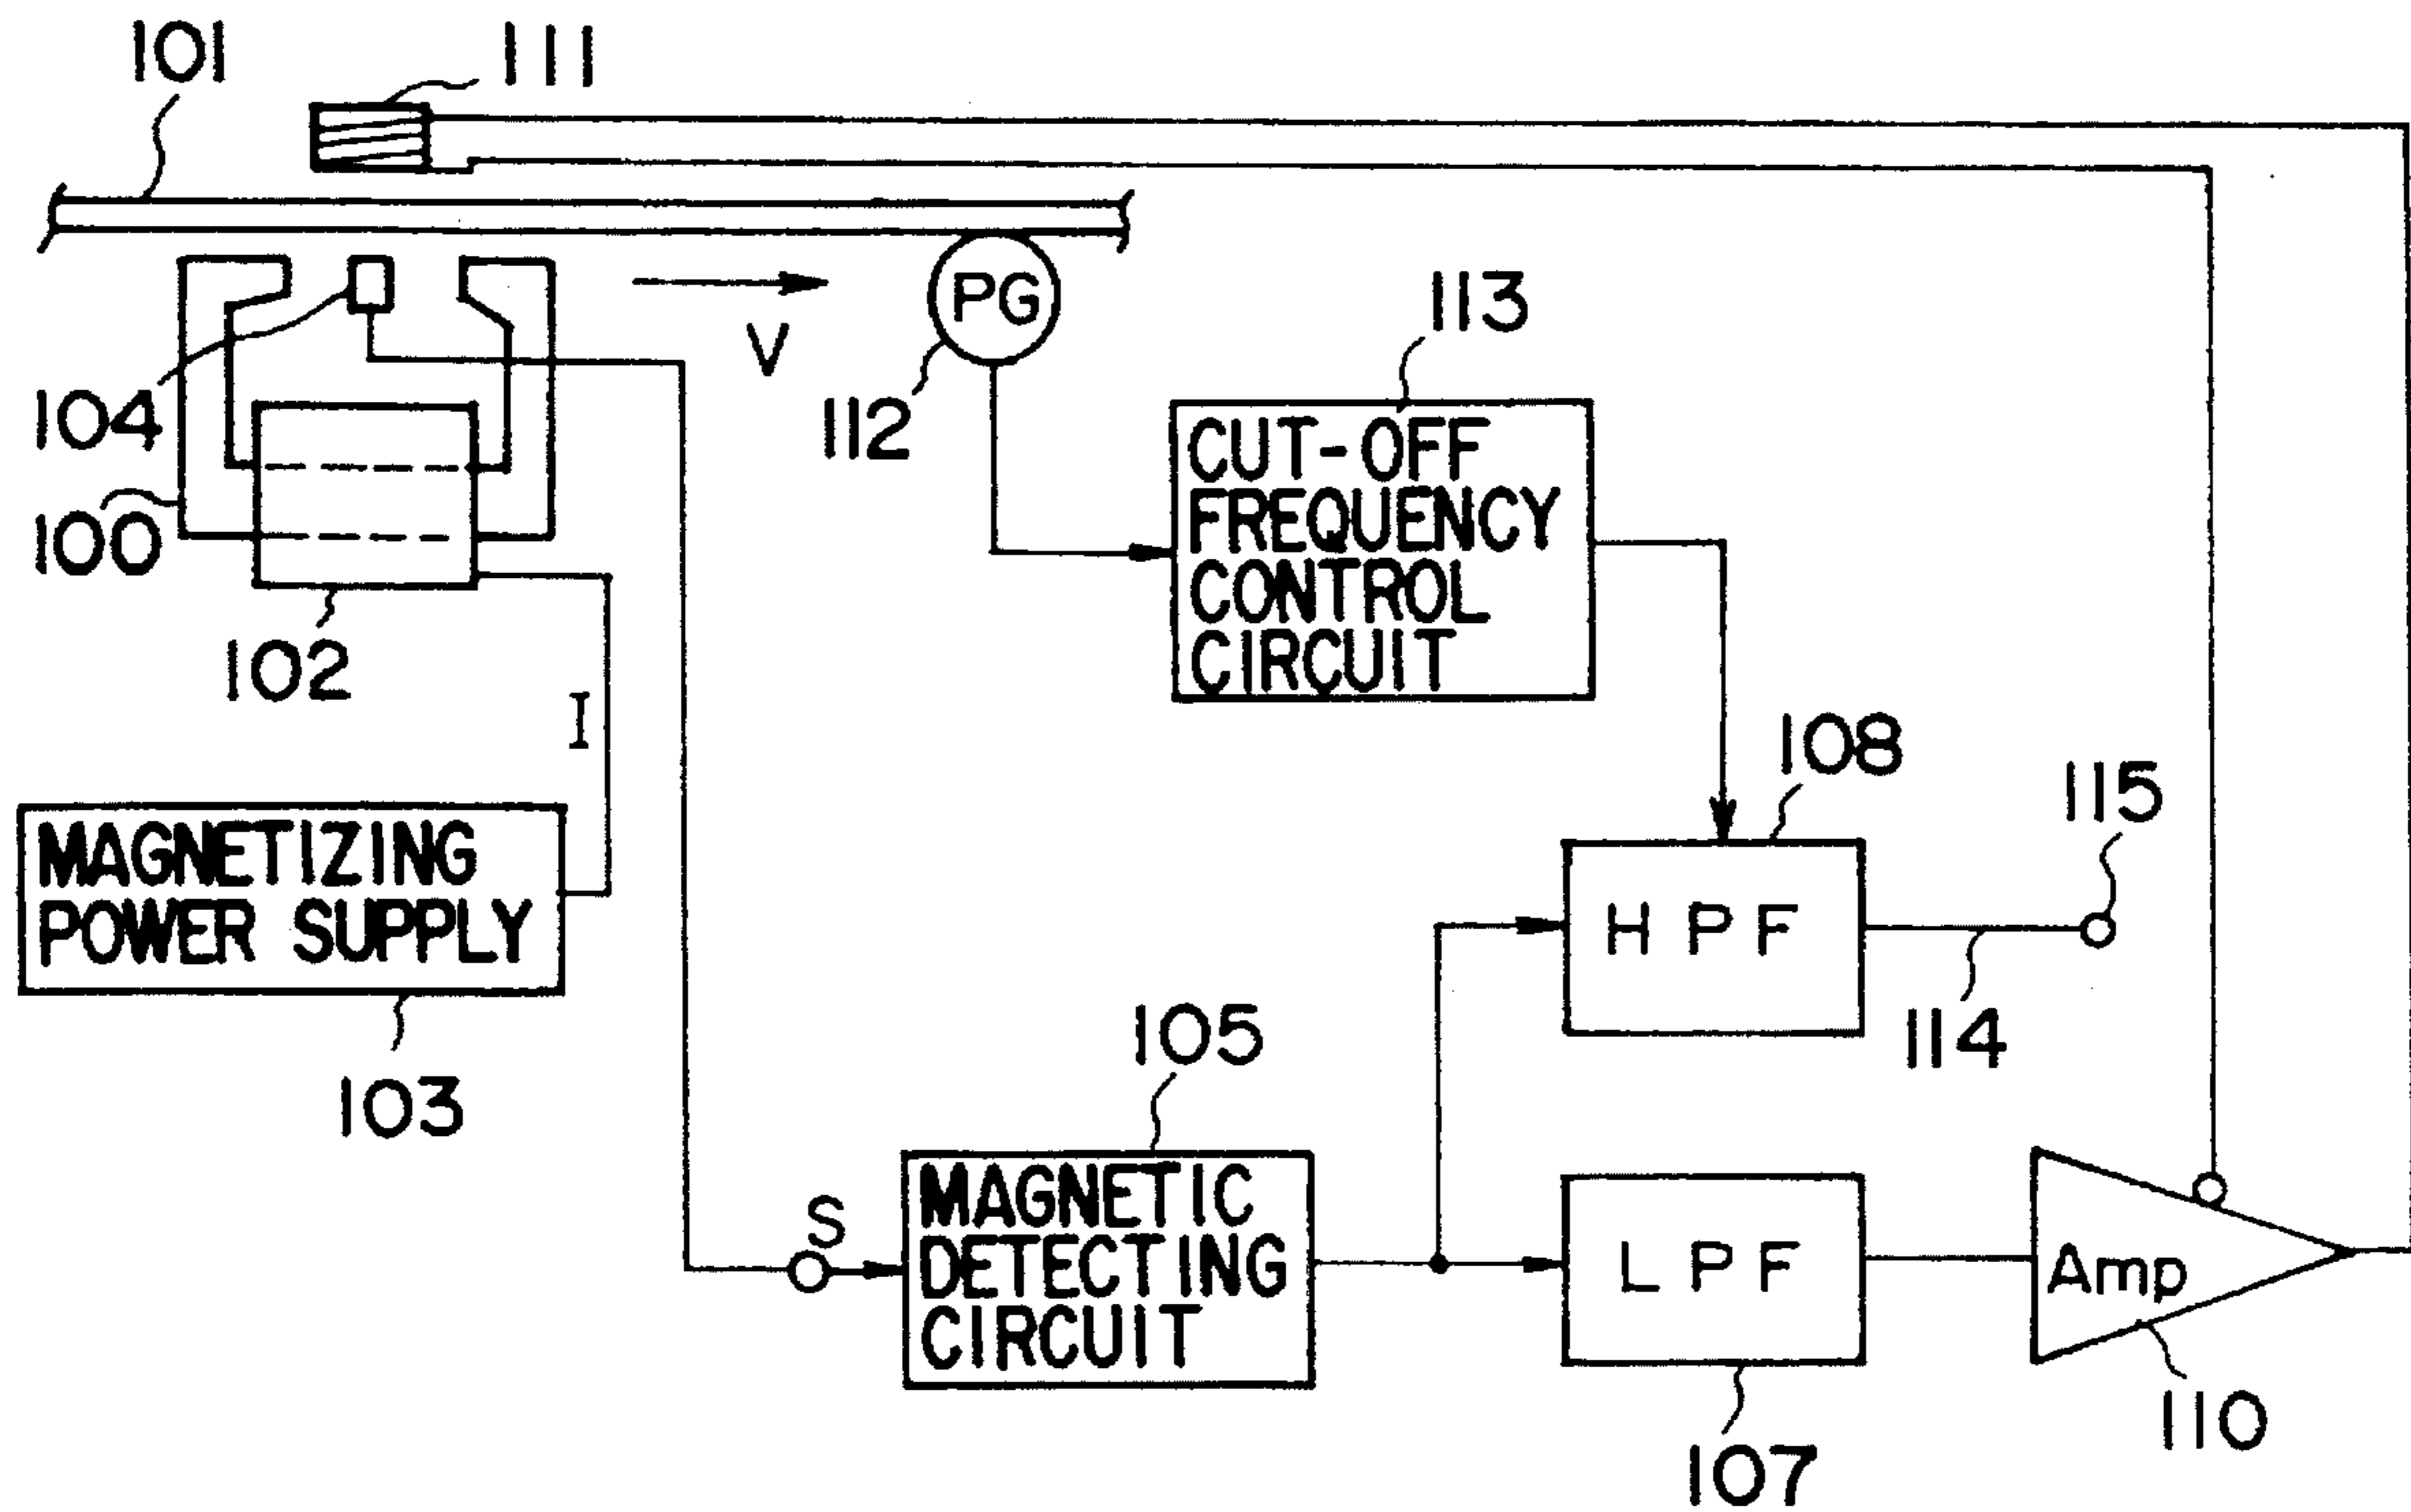 101
111
104
100
102
V
PG
112
113
CUT-OFF
FREQUENCY
CONTROL
CIRCUIT
I
108
115
MAGNETIZING
POWER SUPPLY
103
H P F
114
105
S
MAGNETIC
DETECTING
CIRCUIT
L P F
107
Amp
110